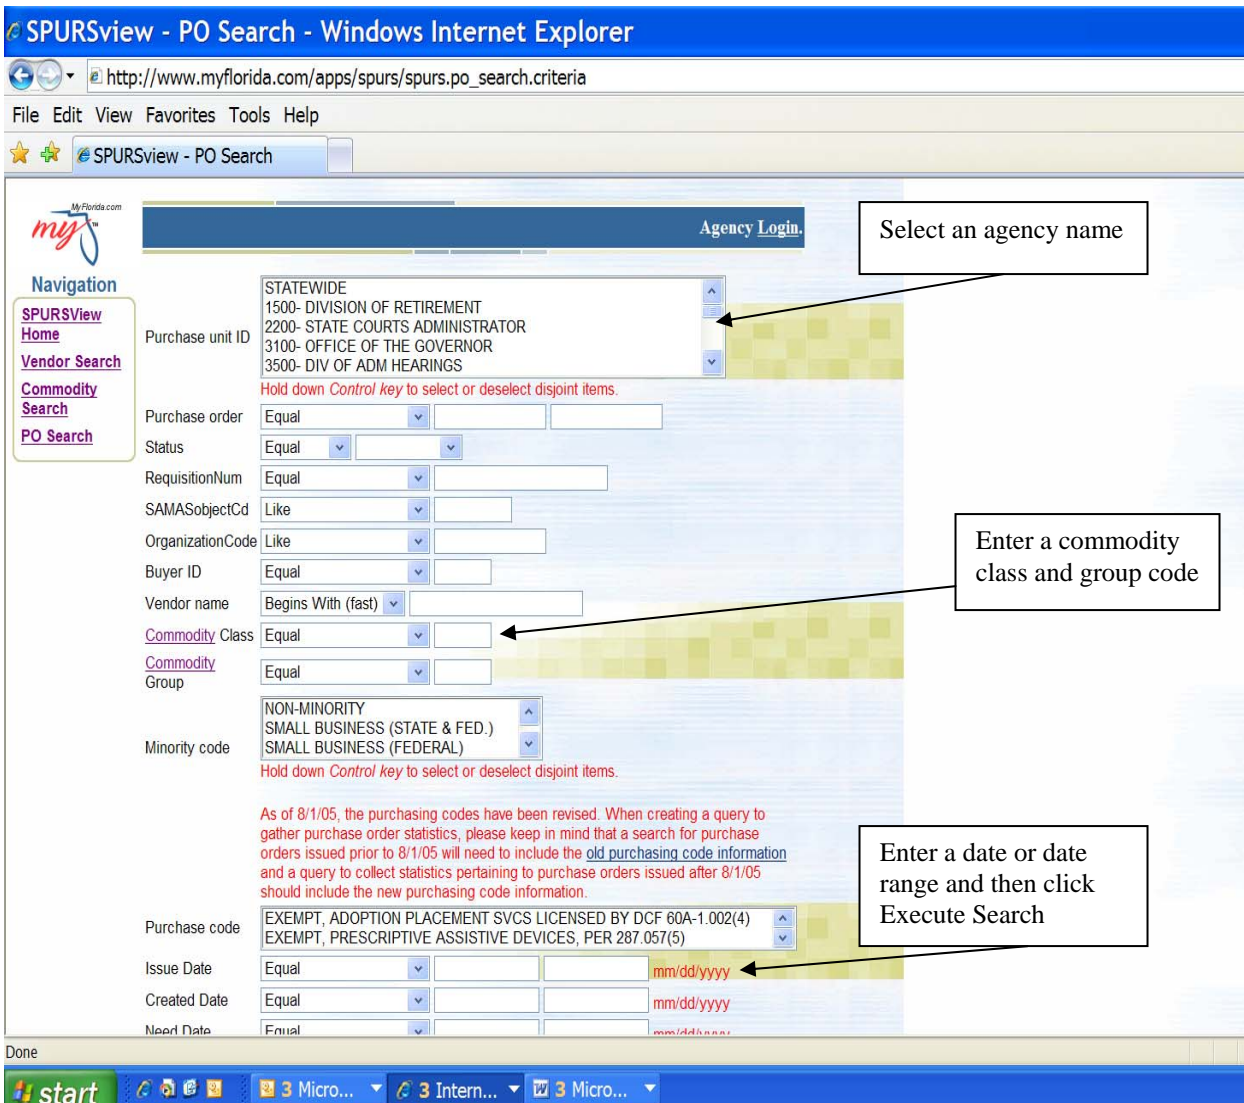 SPURSview - PO Search - Windows Internet Explorer
http://www.myflorida.com/apps/spurs/spurs.po_search.criteria
File Edit View Favorites Tools Help
SPURSview - PO Search
MyFlorida.com
my
TM
Agency Login.
Select an agency name
Navigation
SPURSView
Home
Vendor Search
Commodity
Search
PO Search
Purchase unit ID
STATEWIDE
1500- DIVISION OF RETIREMENT
2200- STATE COURTS ADMINISTRATOR
3100- OFFICE OF THE GOVERNOR
3500- DIV OF ADM HEARINGS
Hold down Control key to select or deselect disjoint items.
Purchase order Equal
Status Equal
RequisitionNum Equal
SAMASobjectCd Like
OrganizationCode Like
Buyer ID Equal
Vendor name Begins With (fast)
Enter a commodity
class and group code
Commodity Class Equal
Commodity
Group Equal
Minority code
NON-MINORITY
SMALL BUSINESS (STATE & FED.)
SMALL BUSINESS (FEDERAL)
Hold down Control key to select or deselect disjoint items.
As of 8/1/05, the purchasing codes have been revised. When creating a query to
gather purchase order statistics, please keep in mind that a search for purchase
orders issued prior to 8/1/05 will need to include the old purchasing code information
and a query to collect statistics pertaining to purchase orders issued after 8/1/05
should include the new purchasing code information.
Enter a date or date
range and then click
Execute Search
Purchase code
EXEMPT, ADOPTION PLACEMENT SVCS LICENSED BY DCF 60A-1.002(4)
EXEMPT, PRESCRIPTIVE ASSISTIVE DEVICES, PER 287.057(5)
Issue Date Equal mm/dd/yyyy
Created Date Equal mm/dd/yyyy
Need Date Equal mm/dd/yyyy
Done
start
3 Micro...
3 Intern...
3 Micro...